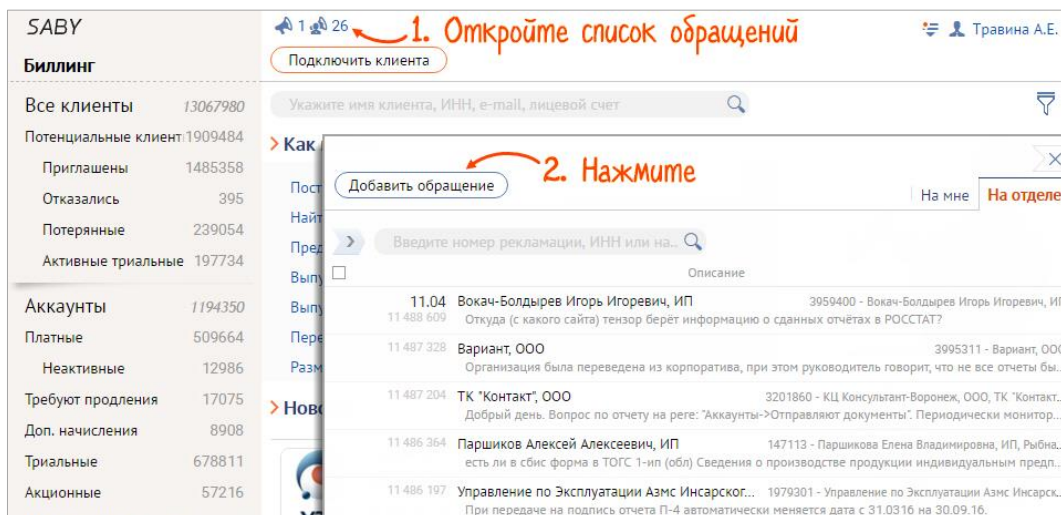 SABY
1 26
1. Откройте список обращений
Травина А.Е.
Биллинг
Подключить клиента
Все клиенты 13067980
Укажите имя клиента, ИНН, e-mail, лицевой счет
Потенциальные клиент 1909484
Как
Приглашены 1485358
Отказались 395
Потерянные 239054
Активные триальные 197734
Пост
Найт
Пред
Выпу
Выпу
Пере
Разм
Ново
2. Нажмите
Добавить обращение
На мне На отделе
Введите номер рекламации, ИНН или на..
Описание
Аккаунты 1194350
Платные 509664
Неактивные 12986
Требуют продления 17075
Доп. начисления 8908
Триальные 678811
Акционные 57216
11.04 Вокач-Болдырев Игорь Игоревич, ИП 3959400 - Вокач-Болдырев Игорь Игоревич, ИП
11 488 609 Откуда (с какого сайта) тензор берёт информацию о сданных отчётах в РОССТАТ?
11 487 328 Вариант, ООО 3995311 - Вариант, ООО
Организация была переведена из корпоратива, при этом руководитель говорит, что не все отчеты бы..
11 487 204 ТК "Контакт", ООО 3201860 - КЦ Консультант-Воронеж, ООО, ТК "Контакт..
Добрый день. Вопрос по отчету на реге: "Аккаунты->Отправляют документы". Периодически монитор...
11 486 364 Паршиков Алексей Алексеевич, ИП 147113 - Паршикова Елена Владимировна, ИП, Рыбна..
есть ли в сбис форма в ТОГС 1-ип (обл) Сведения о производстве продукции индивидуальным предп..
11 486 197 Управление по Эксплуатации Азмс Инсарског... 1979301 - Управление по Эксплуатации Азмс Инсарск..
При передаче на подпись отчета П-4 автоматически меняется дата с 31.0316 на 30.09.16.